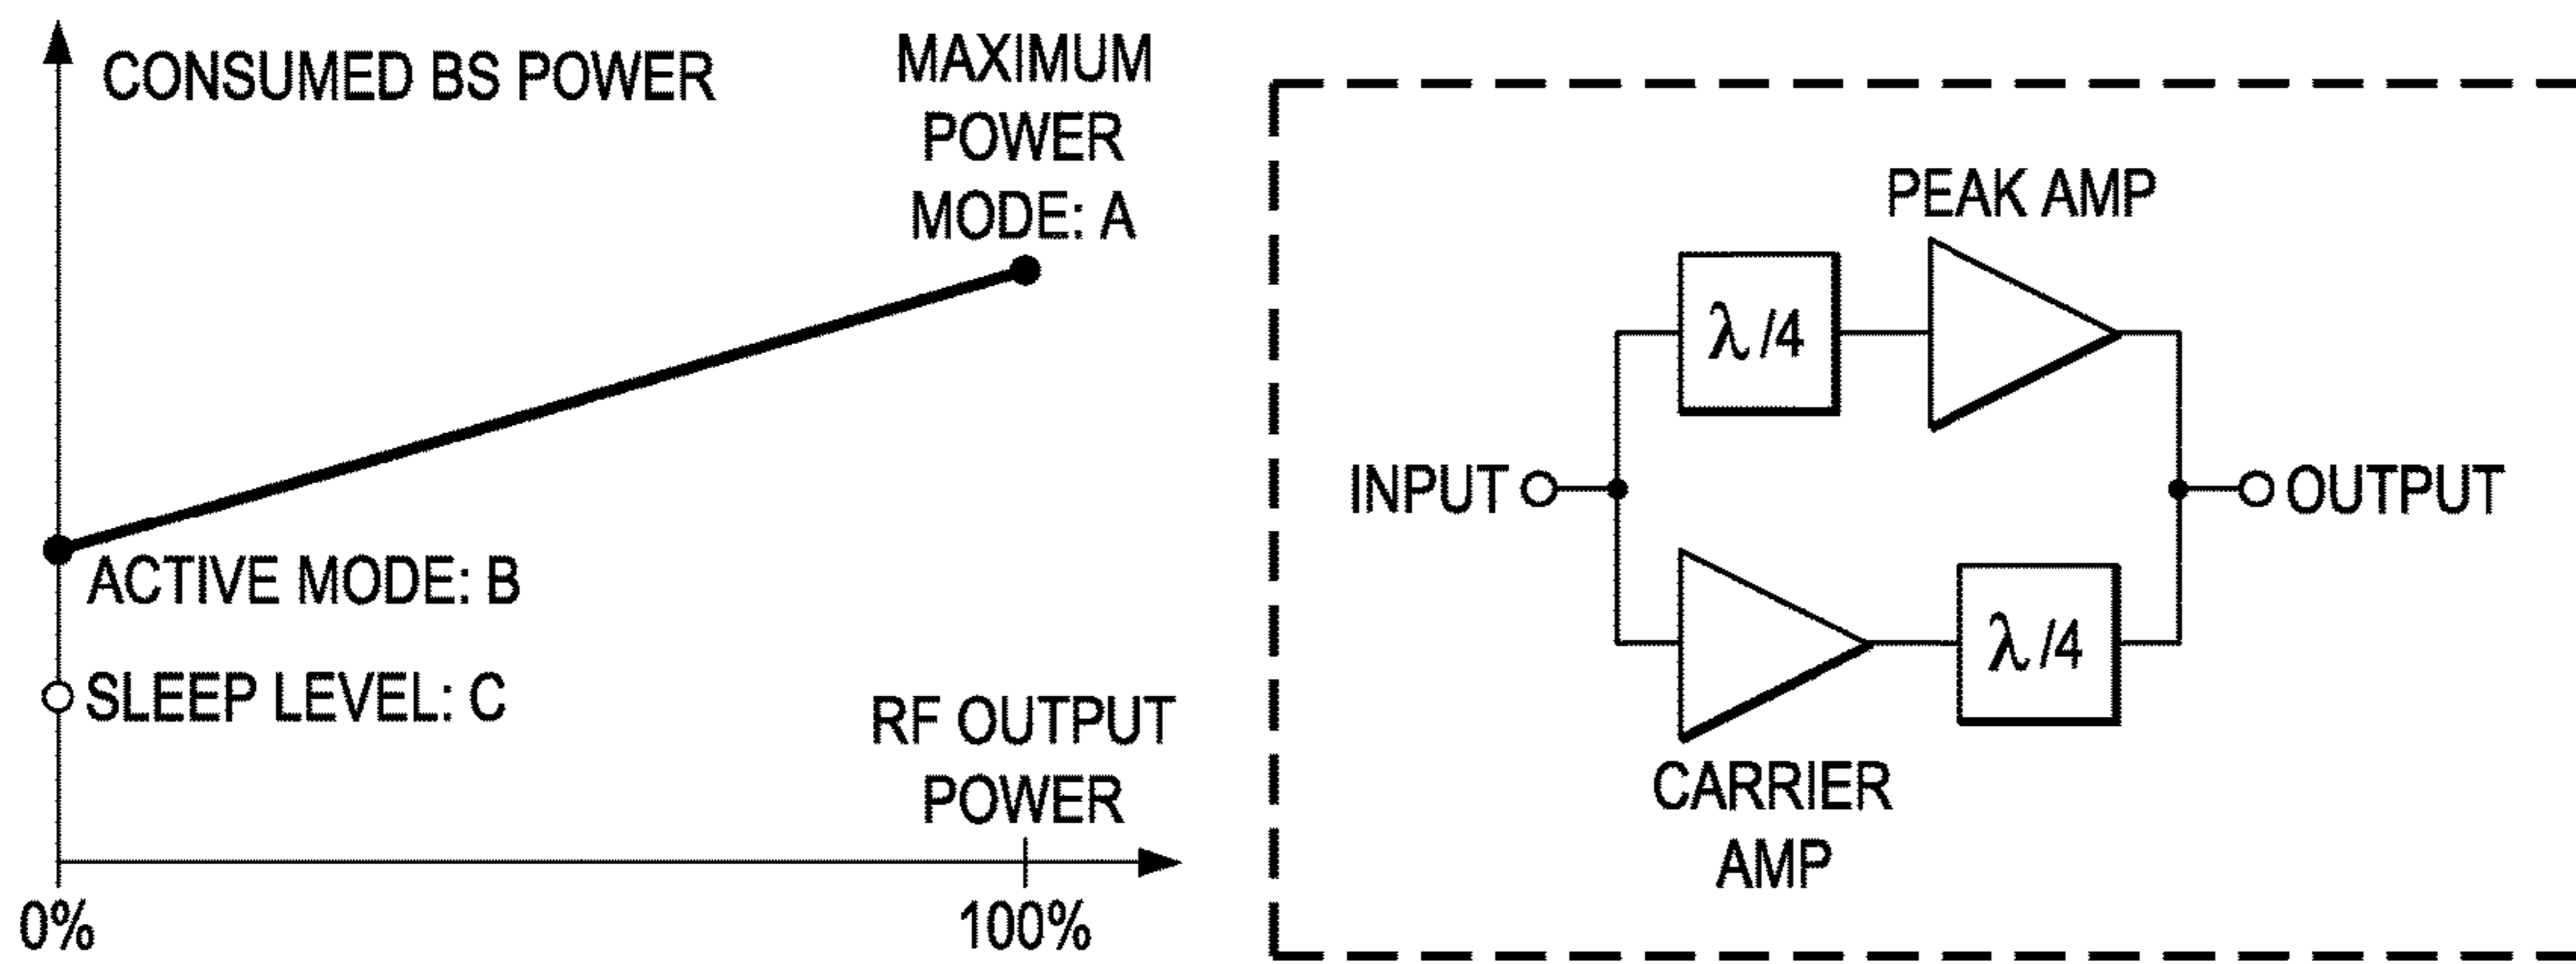 CONSUMED BS POWER
MAXIMUM
POWER
MODE: A
ACTIVE MODE: B
SLEEP LEVEL: C
RF OUTPUT
POWER
0%
100%
PEAK AMP
λ/4
INPUT
OUTPUT
λ/4
CARRIER
AMP